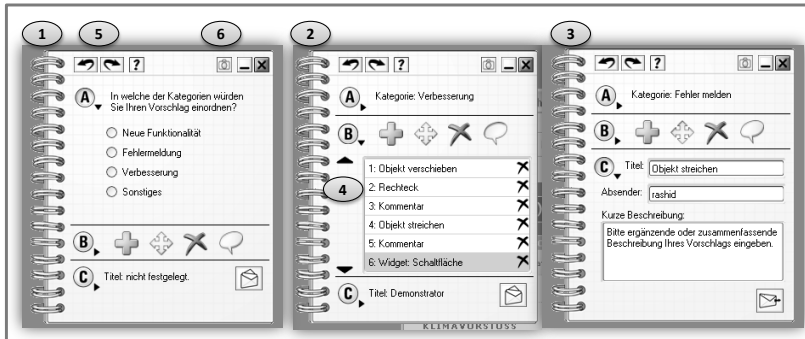 1
5
6
?
A
In welche der Kategorien würden
Sie Ihren Vorschlag einordnen?
Neue Funktionalität
Fehlermeldung
Verbesserung
Sonstiges
B
C
Titel: nicht festgelegt.
2
?
A
Kategorie: Verbesserung
B
4
1: Objekt verschieben
2: Rechteck
3: Kommentar
4: Objekt streichen
5: Kommentar
6: Widget: Schaltfläche
C
Titel: Demonstrator
KLIMAVORSTOSS
3
?
A
Kategorie: Fehler melden
B
C
Titel: Objekt streichen
Absender: rashid
Kurze Beschreibung:
Bitte ergänzende oder zusammenfassende
Beschreibung Ihres Vorschlags eingeben.